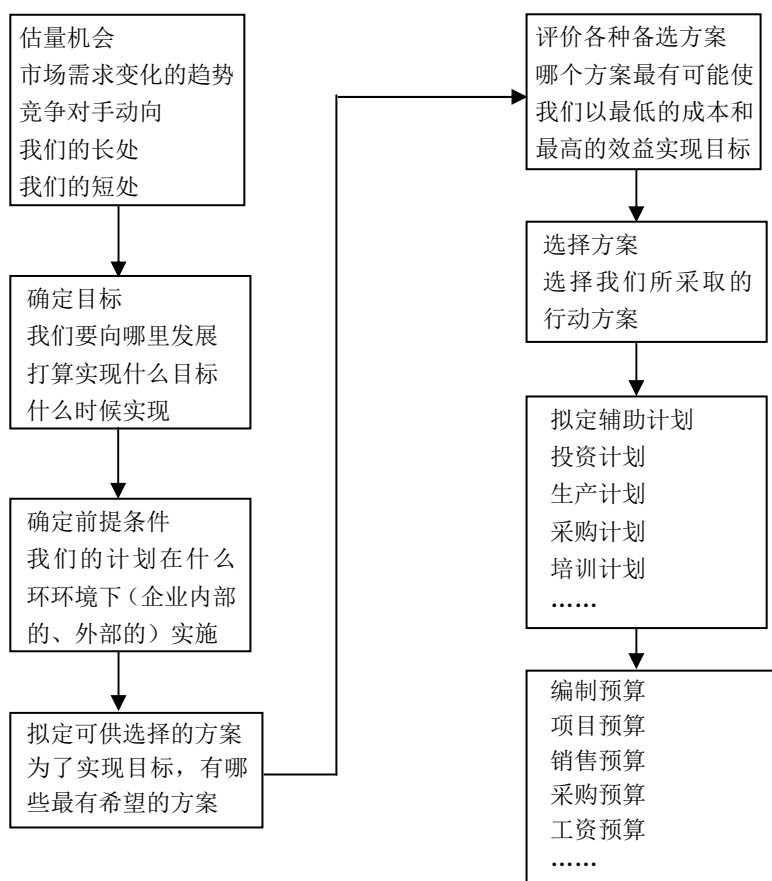 估量机会
市场需求变化的趋势
竞争对手动向
我们的长处
我们的短处
确定目标
我们要向哪里发展
打算实现什么目标
什么时候实现
确定前提条件
我们的计划在什么
环环境下（企业内部
的、外部的）实施
拟定可供选择的方案
为了实现目标，有哪
些最有希望的方案
评价各种备选方案
哪个方案最有可能使
我们以最低的成本和
最高的效益实现目标
选择方案
选择我们所采取的
行动方案
拟定辅助计划
投资计划
生产计划
采购计划
培训计划
……
编制预算
项目预算
销售预算
采购预算
工资预算
……